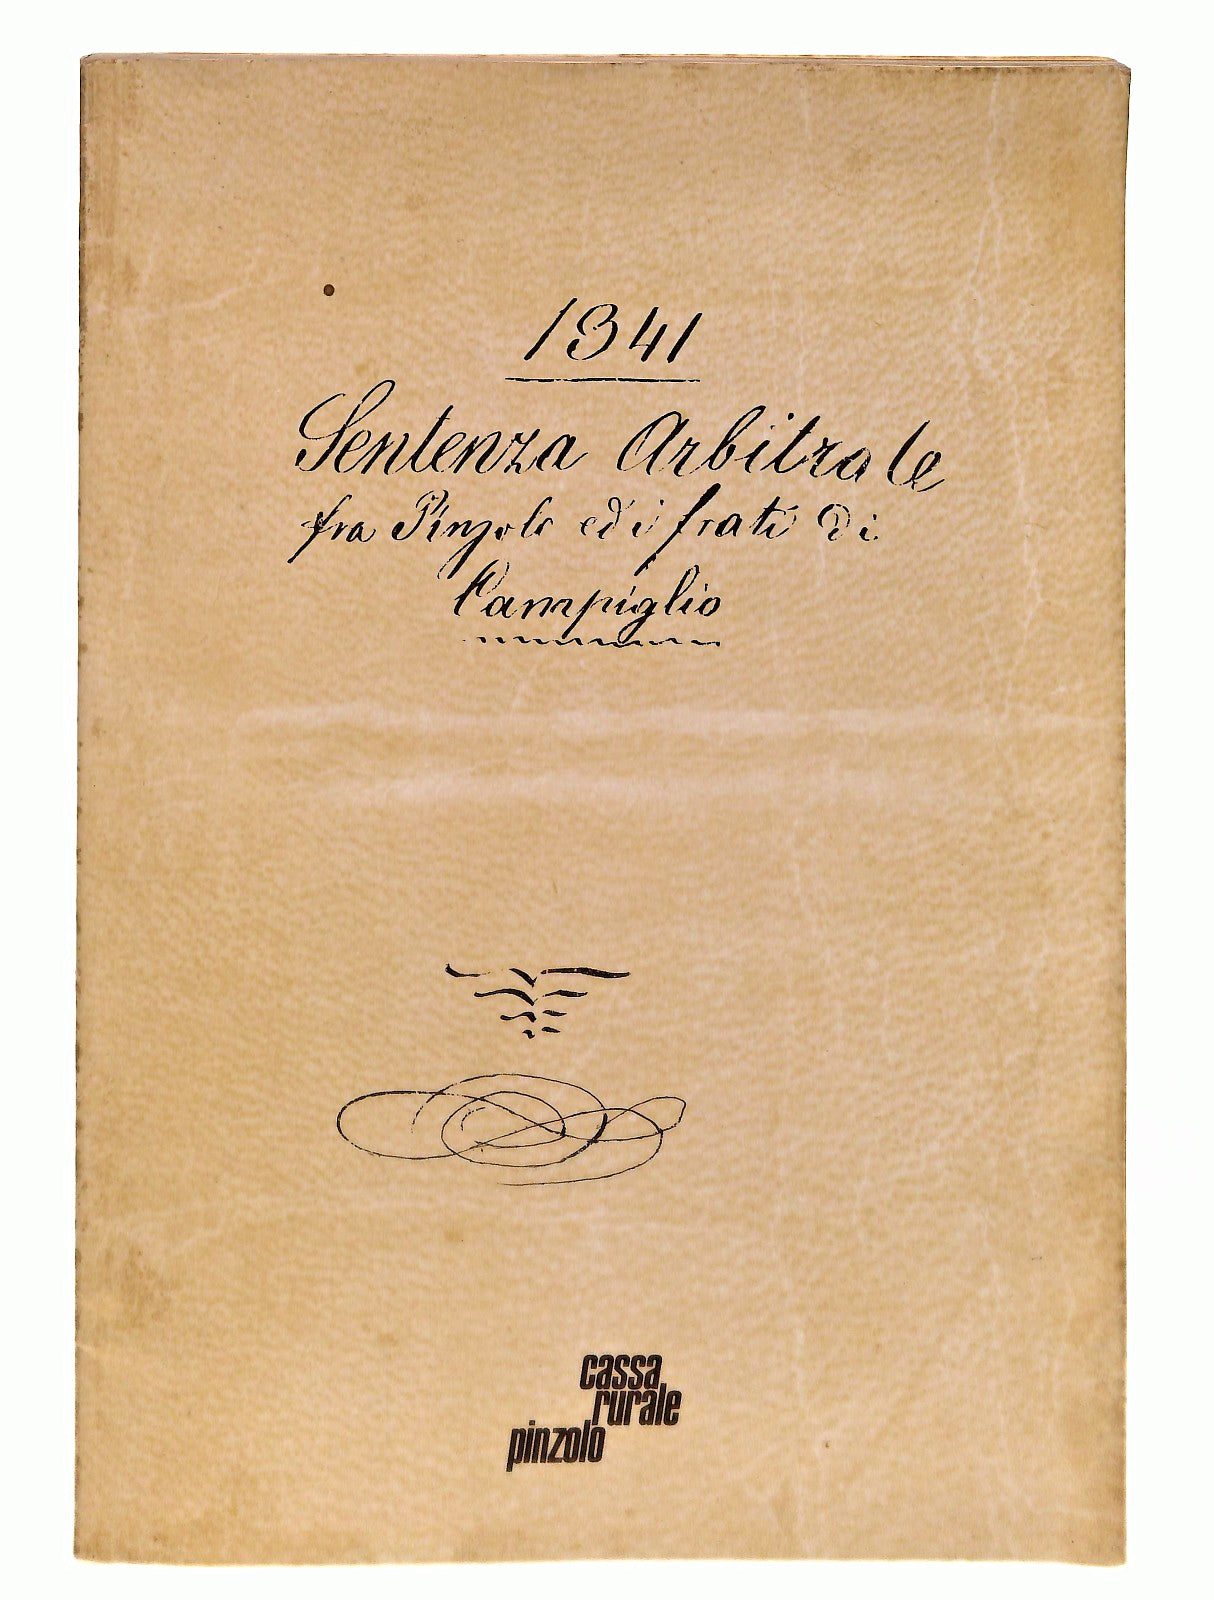 1341
Sentenza Arbitrale
fra Pinzolo ed i frati di
Campiglio
cassa
rurale
pinzolo